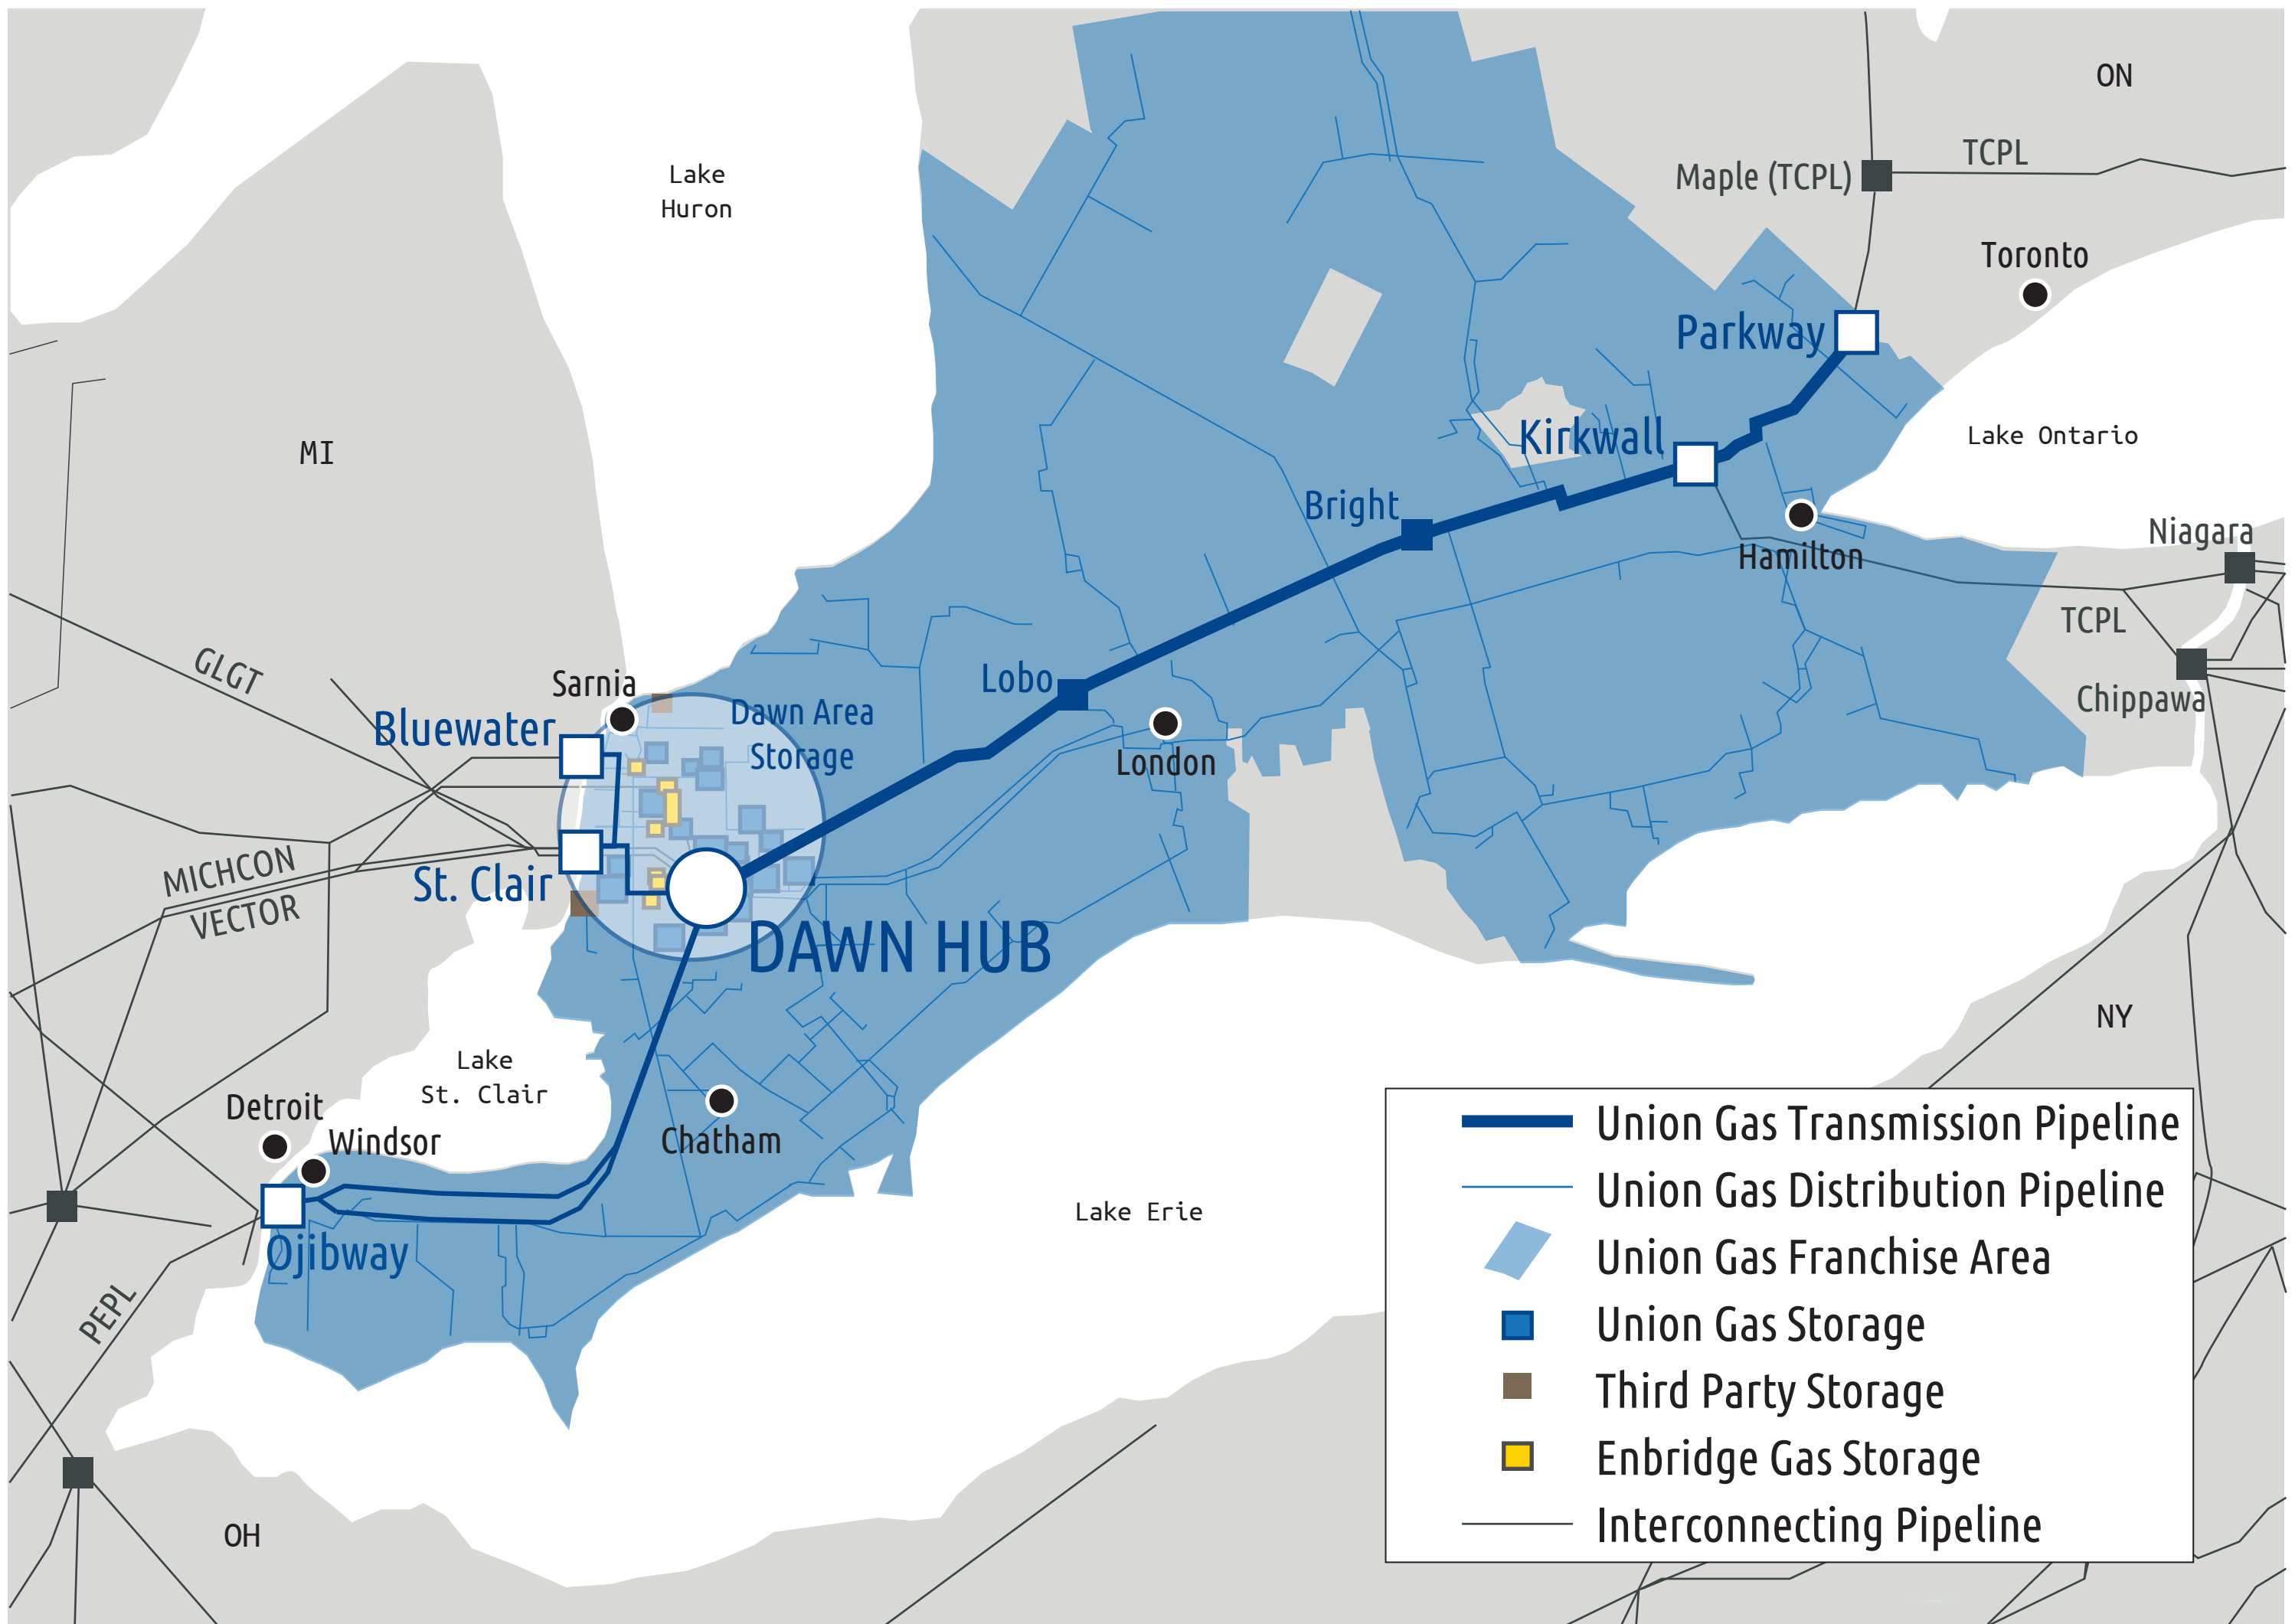 ON
TCPL
Maple (TCPL)
Lake
Huron
Toronto
Parkway
Kirkwall
Lake Ontario
MI
Bright
Hamilton
Niagara
TCPL
Chippawa
GLGT
Sarnia
Bluewater
Lobo
Dawn Area
Storage
London
MICHCON
St. Clair
VECTOR
DAWN HUB
NY
Lake
St. Clair
Detroit
Windsor
Chatham
Lake Erie
Ojibway
PEPL
OH
Union Gas Transmission Pipeline
Union Gas Distribution Pipeline
Union Gas Franchise Area
Union Gas Storage
Third Party Storage
Enbridge Gas Storage
Interconnecting Pipeline